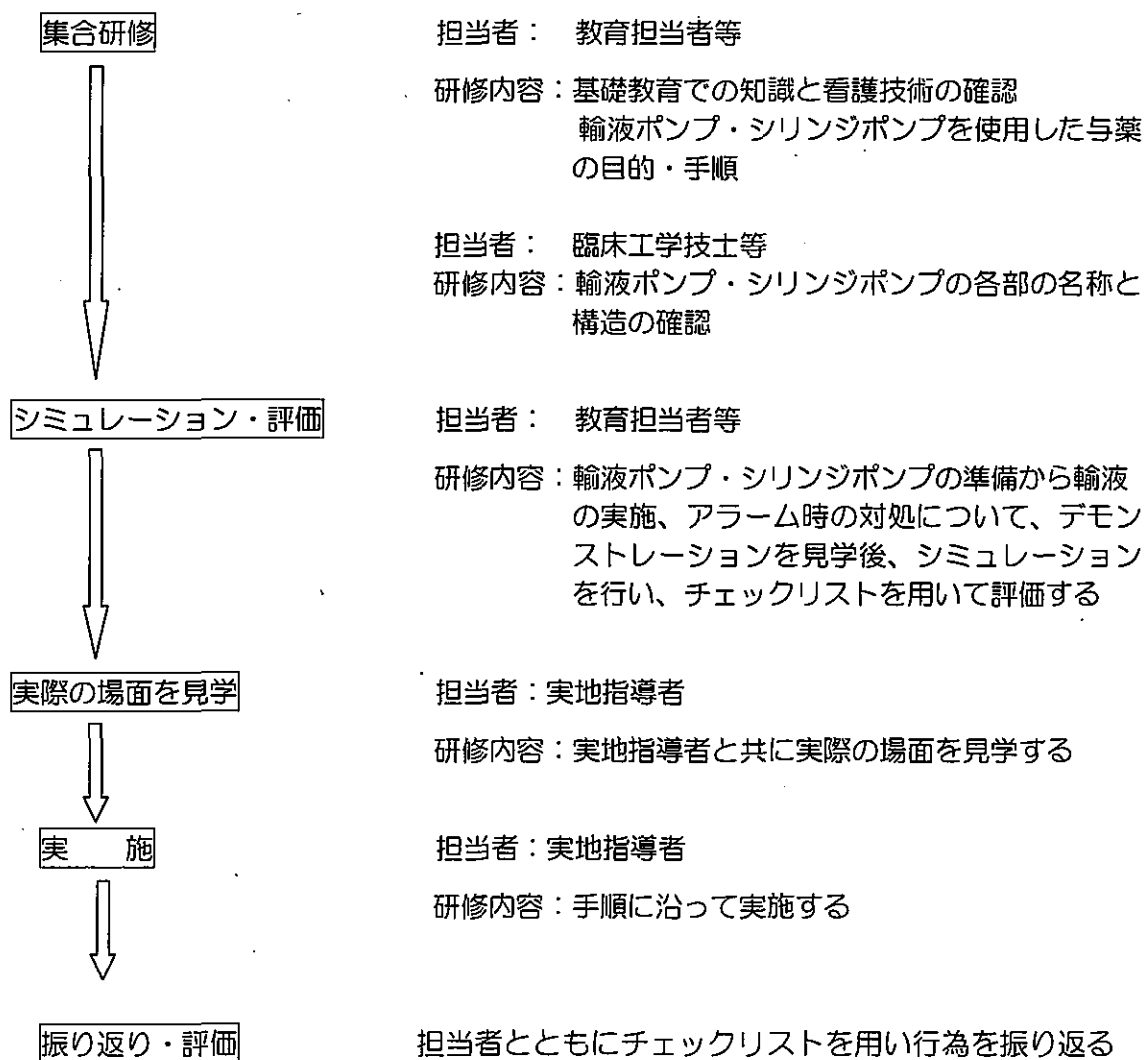 集合研修
担当者： 教育担当者等
研修内容：基礎教育での知識と看護技術の確認
輸液ポンプ・シリンジポンプを使用した与薬
の目的・手順
担当者： 臨床工学技士等
研修内容：輸液ポンプ・シリンジポンプの各部の名称と
構造の確認
シミュレーション・評価
担当者： 教育担当者等
研修内容：輸液ポンプ・シリンジポンプの準備から輸液
の実施、アラーム時の対処について、デモン
ストレーションを見学後、シミュレーション
を行い、チェックリストを用いて評価する
実際の場面を見学
担当者：実地指導者
研修内容：実地指導者と共に実際の場面を見学する
実 施
担当者：実地指導者
研修内容：手順に沿って実施する
振り返り・評価
担当者とともにチェックリストを用い行為を振り返る